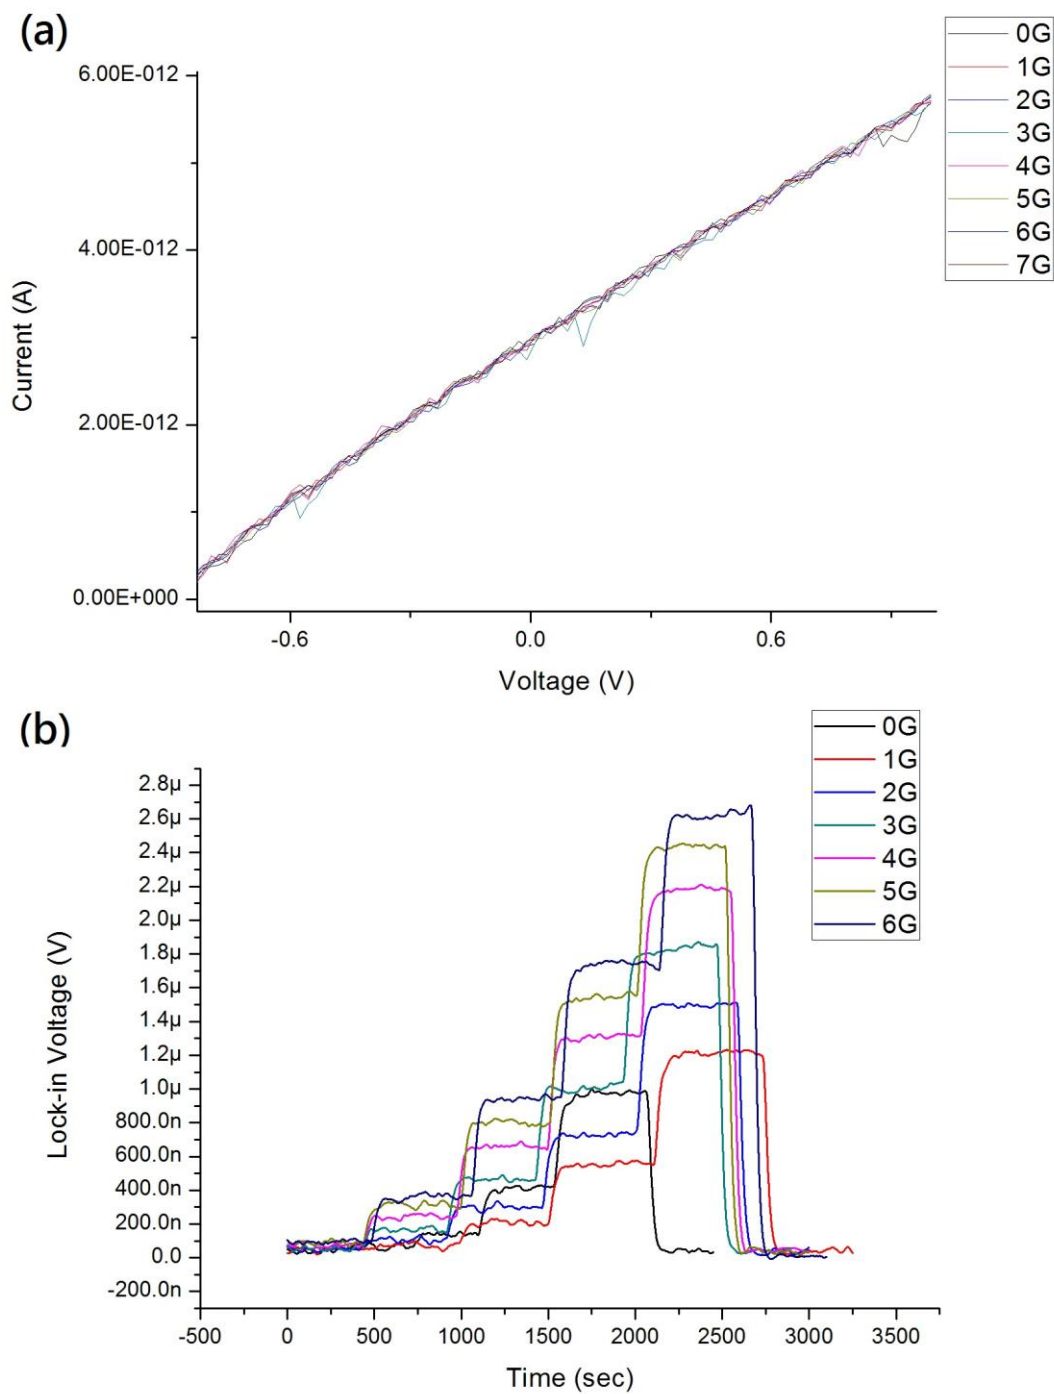 (a)
0G
1G
2G
3G
4G
5G
6G
7G
6.00E-012
4.00E-012
2.00E-012
0.00E+000
Current (A)
-0.6
0.0
0.6
Voltage (V)
(b)
0G
1G
2G
3G
4G
5G
6G
2.8µ
2.6µ
2.4µ
2.2µ
2.0µ
1.8µ
1.6µ
1.4µ
1.2µ
1.0µ
800.0n
600.0n
400.0n
200.0n
0.0
-200.0n
Lock-in Voltage (V)
-500
0
500
1000
1500
2000
2500
3000
3500
Time (sec)